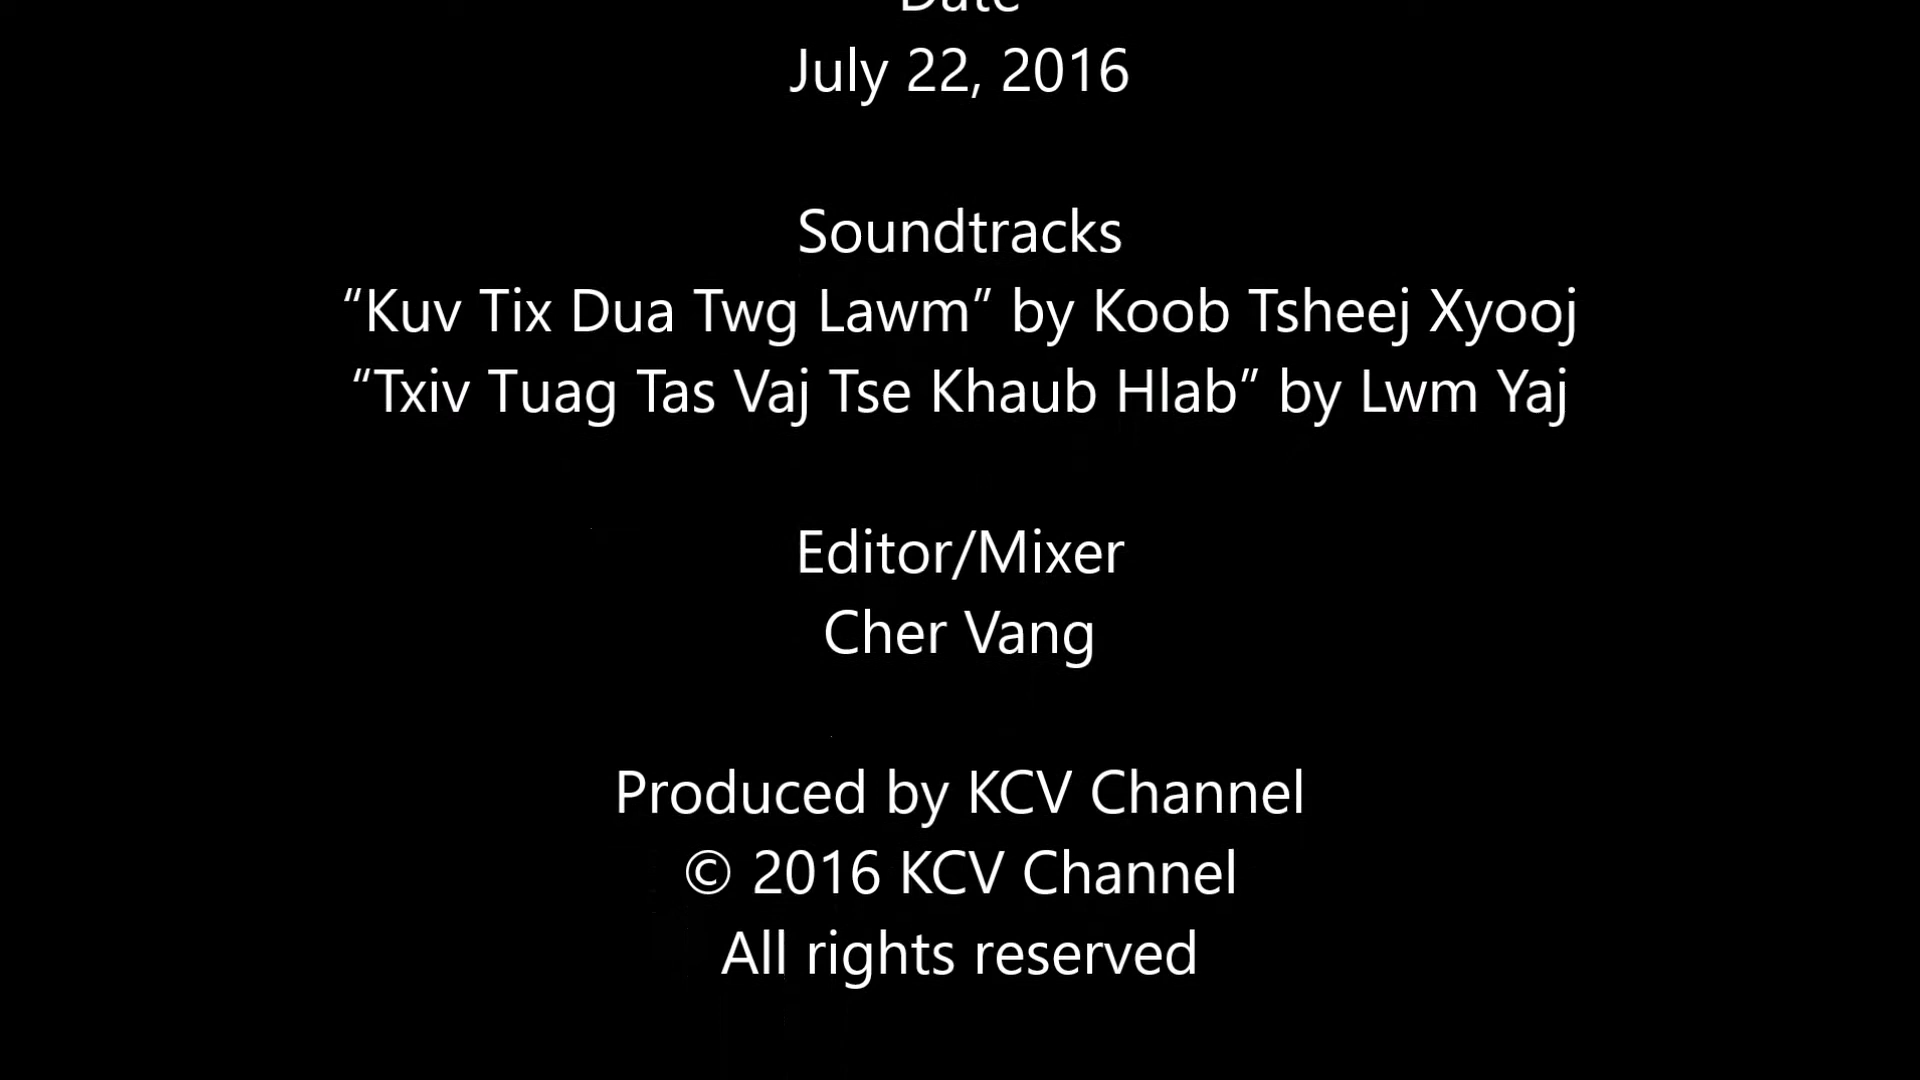 Date
July 22, 2016
Soundtracks
“Kuv Tix Dua Twg Lawm” by Koob Tsheej Xyooj
“Txiv Tuag Tas Vaj Tse Khaub Hlab” by Lwm Yaj
Editor/Mixer
Cher Vang
Produced by KCV Channel
© 2016 KCV Channel
All rights reserved